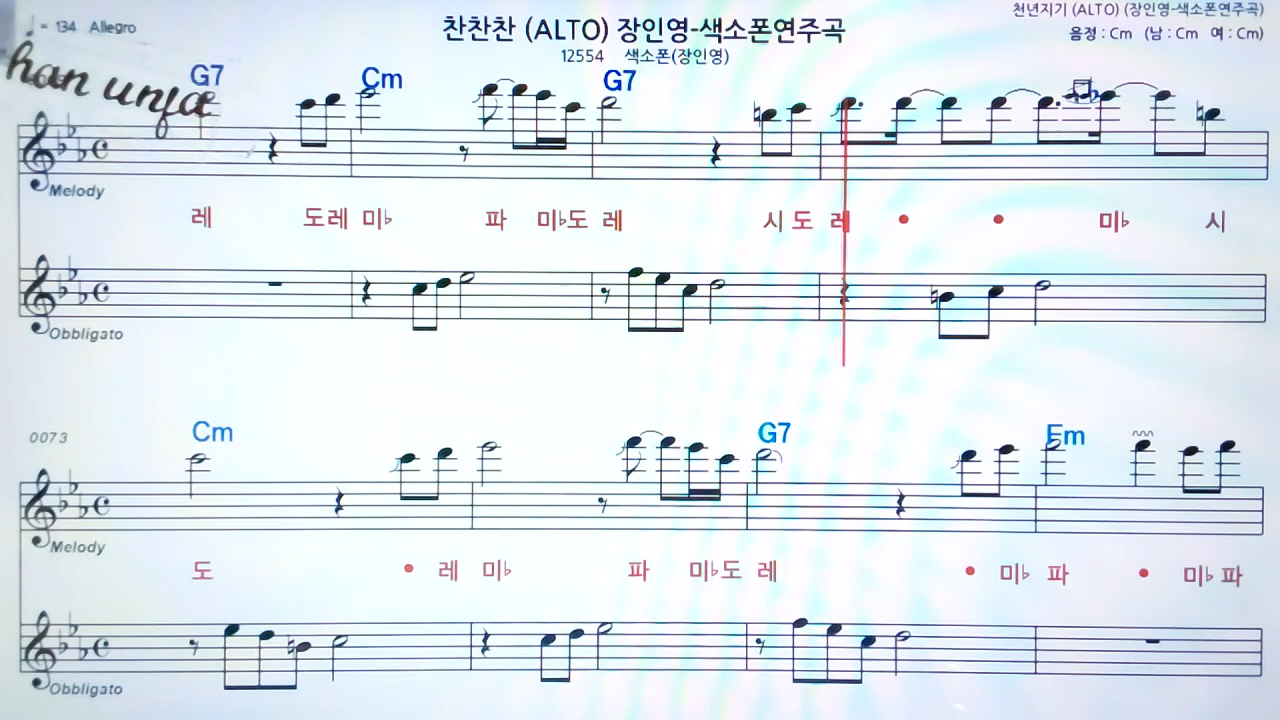 = 134 Allegro
찬찬찬 (ALTO) 장인영-색소폰연주곡
천년지기 (ALTO) (장인영-색소폰연주곡)
12554 색소폰(장인영)
음정 : Cm (남 : Cm 여 : Cm)
han unja
G7 Cm G7
Melody
레 도레 미♭ 파 미♭도 레 시 도 레 • • 미♭ 시
Obbligato
0073
Cm G7 Fm
Melody
도 • 레 미♭ 파 미♭도 레 • 미♭ 파 • 미♭ 파
Obbligato